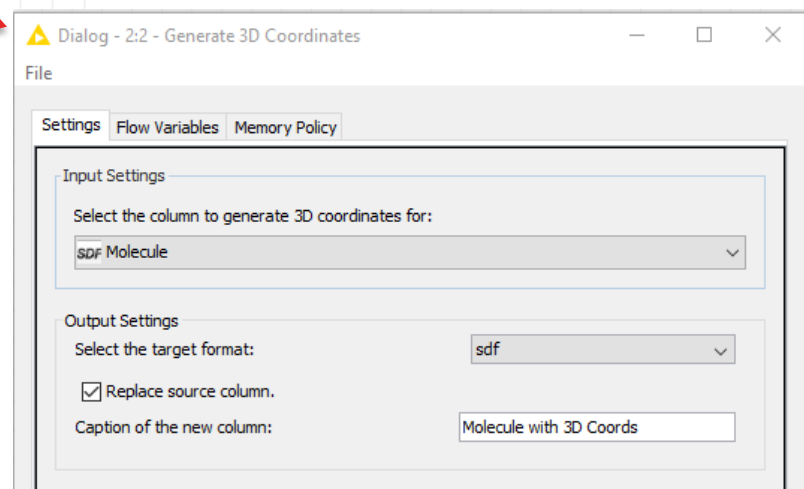 Dialog - 2:2 - Generate 3D Coordinates
File
Settings Flow Variables Memory Policy
Input Settings
Select the column to generate 3D coordinates for:
SDF Molecule
Output Settings
Select the target format: sdf
Replace source column.
Caption of the new column: Molecule with 3D Coords